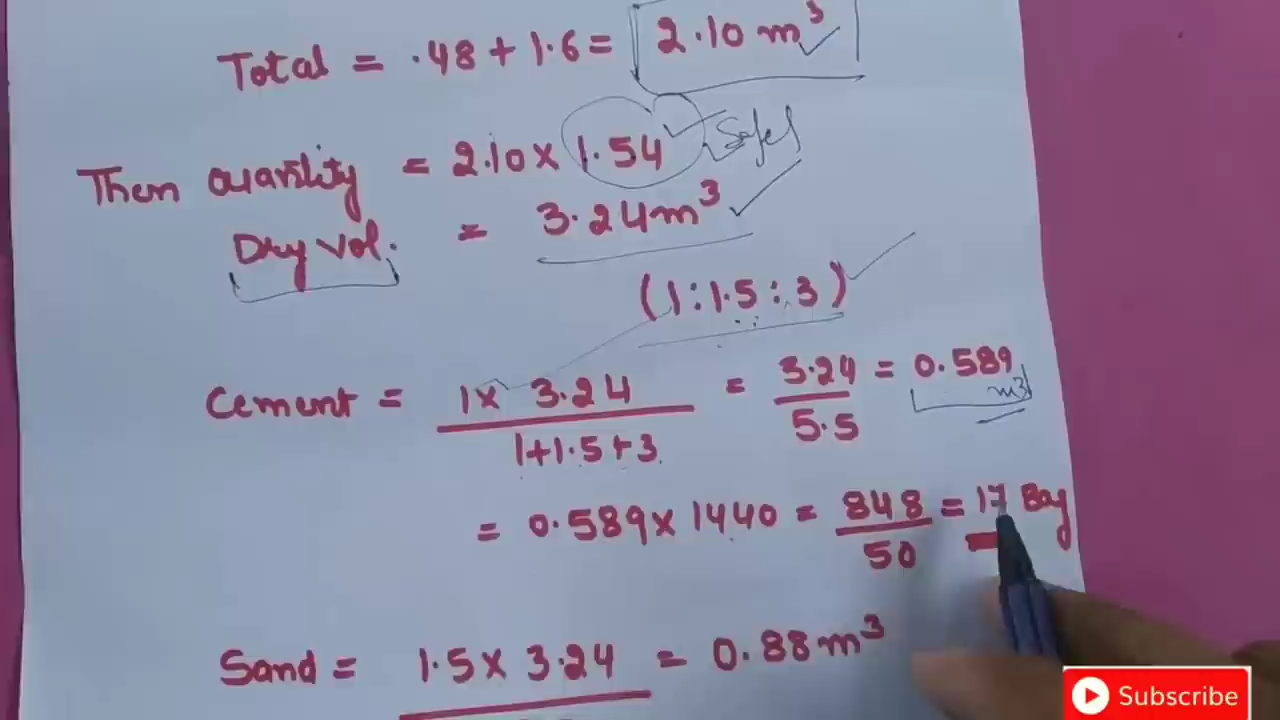 Total = .48 + 1.6 = 2.10 m³
Then Quantity = 2.10 x 1.54
Dry Vol. = 3.24 m³
(1 : 1.5 : 3)
Cement = 1 x 3.24 / 1+1.5+3 = 3.24 / 5.5 = 0.589 m³
= 0.589 x 1440 = 848 / 50 = 17 Bag
Sand = 1.5 x 3.24 = 0.88 m³
Subscribe